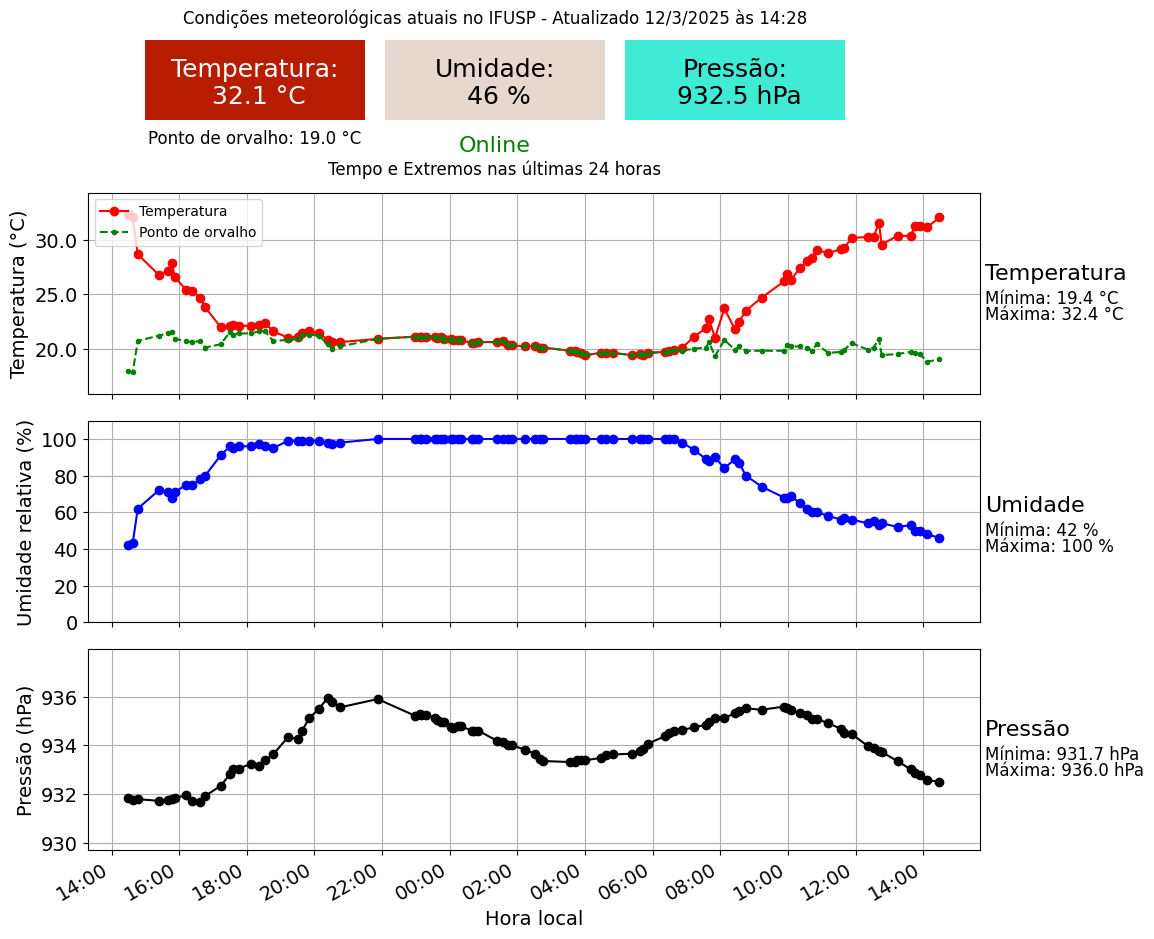 Condições meteorológicas atuais no IFUSP - Atualizado 12/3/2025 às 14:28
Temperatura:
32.1 °C
Umidade:
46 %
Pressão:
932.5 hPa
Ponto de orvalho: 19.0 °C
Online
Tempo e Extremos nas últimas 24 horas
Temperatura (°C)
30.0
25.0
20.0
Temperatura
Ponto de orvalho
Temperatura
Mínima: 19.4 °C
Máxima: 32.4 °C
Umidade relativa (%)
100
80
60
40
20
0
Umidade
Mínima: 42 %
Máxima: 100 %
Pressão (hPa)
936
934
932
930
Pressão
Mínima: 931.7 hPa
Máxima: 936.0 hPa
14:00 16:00 18:00 20:00 22:00 00:00 02:00 04:00 06:00 08:00 10:00 12:00 14:00
Hora local